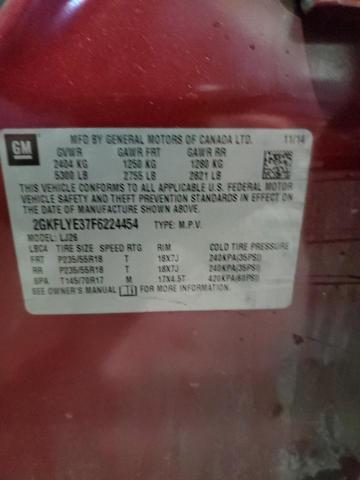 GM
MFD BY GENERAL MOTORS OF CANADA LTD. 11/14
GVWR GAWR FRT GAWR RR
2404 KG 1250 KG 1280 KG
5300 LB 2755 LB 2821 LB
THIS VEHICLE CONFORMS TO ALL APPLICABLE U.S. FEDERAL MOTOR
VEHICLE SAFETY AND THEFT PREVENTION STANDARDS IN EFFECT ON
THE DATE OF MANUFACTURE SHOWN ABOVE.
2GKFLYE37F6224454 TYPE: M.P.V.
MODEL: LJ26
LBC4 TIRE SIZE SPEED RTG RIM COLD TIRE PRESSURE
FRT P235/55R18 T 18X7J 240KPA(35PSI)
RR P235/55R18 T 18X7J 240KPA(35PSI)
SPA T145/70R17 M 17X4.5T 420KPA(60PSI)
SEE OWNERS MANUAL FOR MORE INFORMATION.